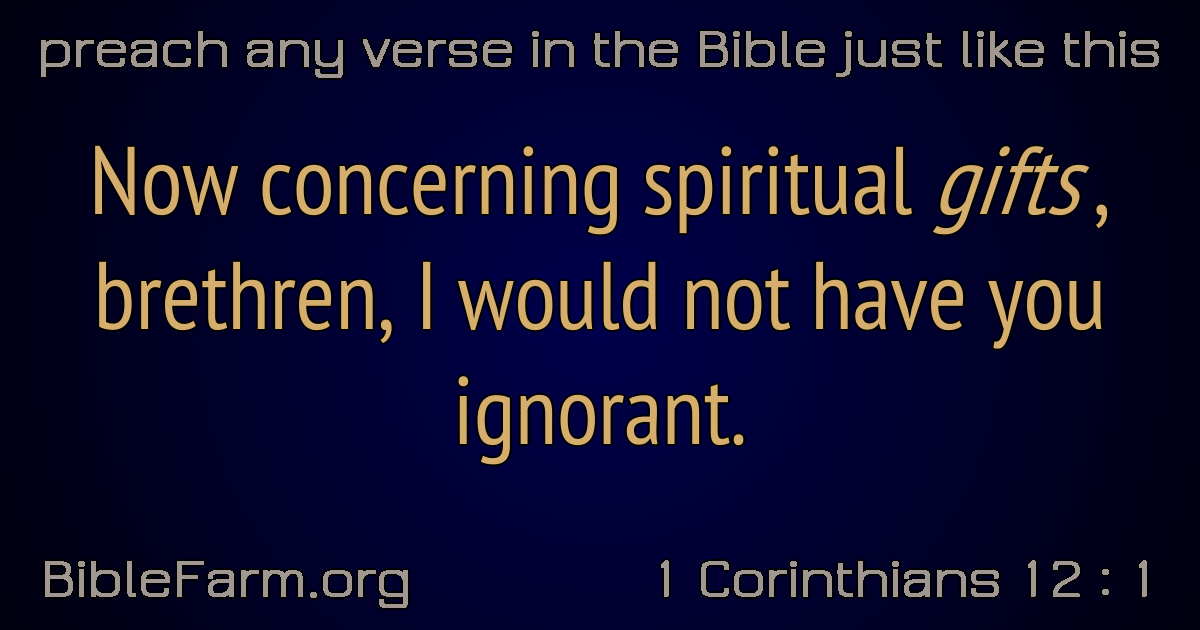 preach any verse in the Bible just like this
Now concerning spiritual gifts,
brethren, I would not have you
ignorant.
BibleFarm.org
1 Corinthians 12 : 1